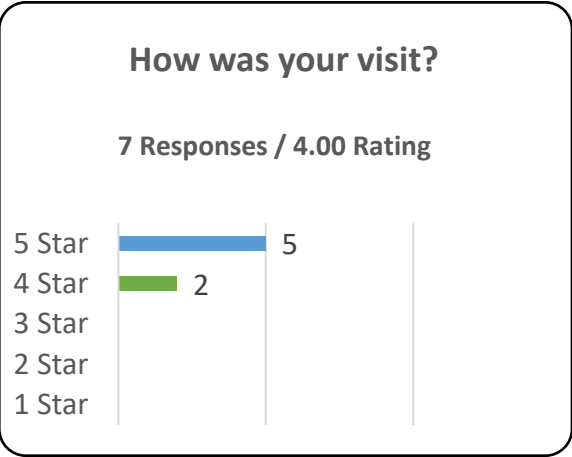 How was your visit?
7 Responses / 4.00 Rating
5 Star 5
4 Star 2
3 Star
2 Star
1 Star